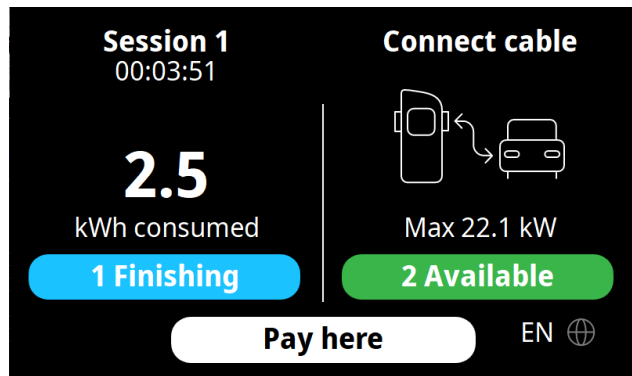 Session 1
00:03:51
2.5
kWh consumed
1 Finishing
Connect cable
Max 22.1 kW
2 Available
Pay here
EN